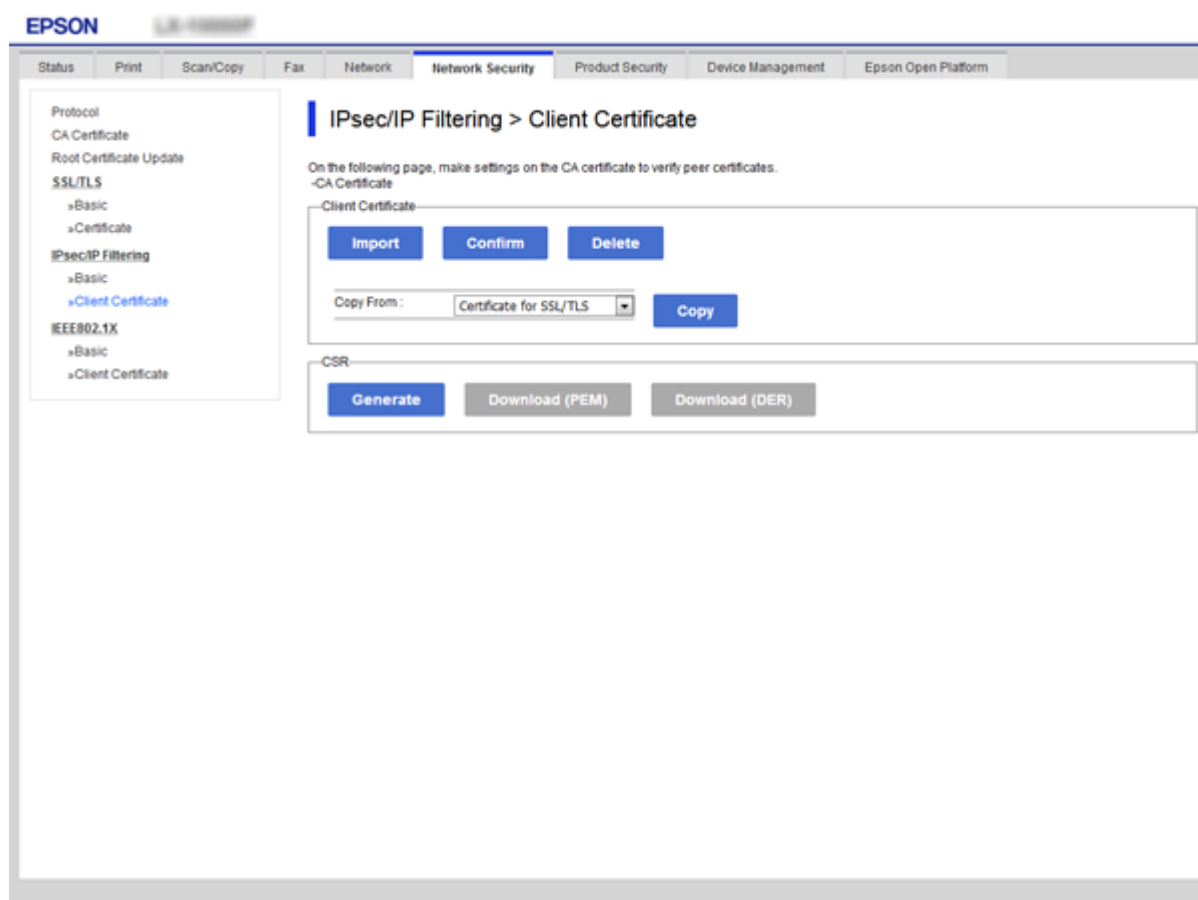 EPSON
Status Print Scan/Copy Fax Network Network Security Product Security Device Management Epson Open Platform
Protocol
CA Certificate
Root Certificate Update
SSL/TLS
»Basic
»Certificate
IPsec/IP Filtering
»Basic
»Client Certificate
IEEE802.1X
»Basic
»Client Certificate
IPsec/IP Filtering > Client Certificate
On the following page, make settings on the CA certificate to verify peer certificates.
-CA Certificate
Client Certificate
Import Confirm Delete
Copy From : Certificate for SSL/TLS Copy
CSR
Generate Download (PEM) Download (DER)